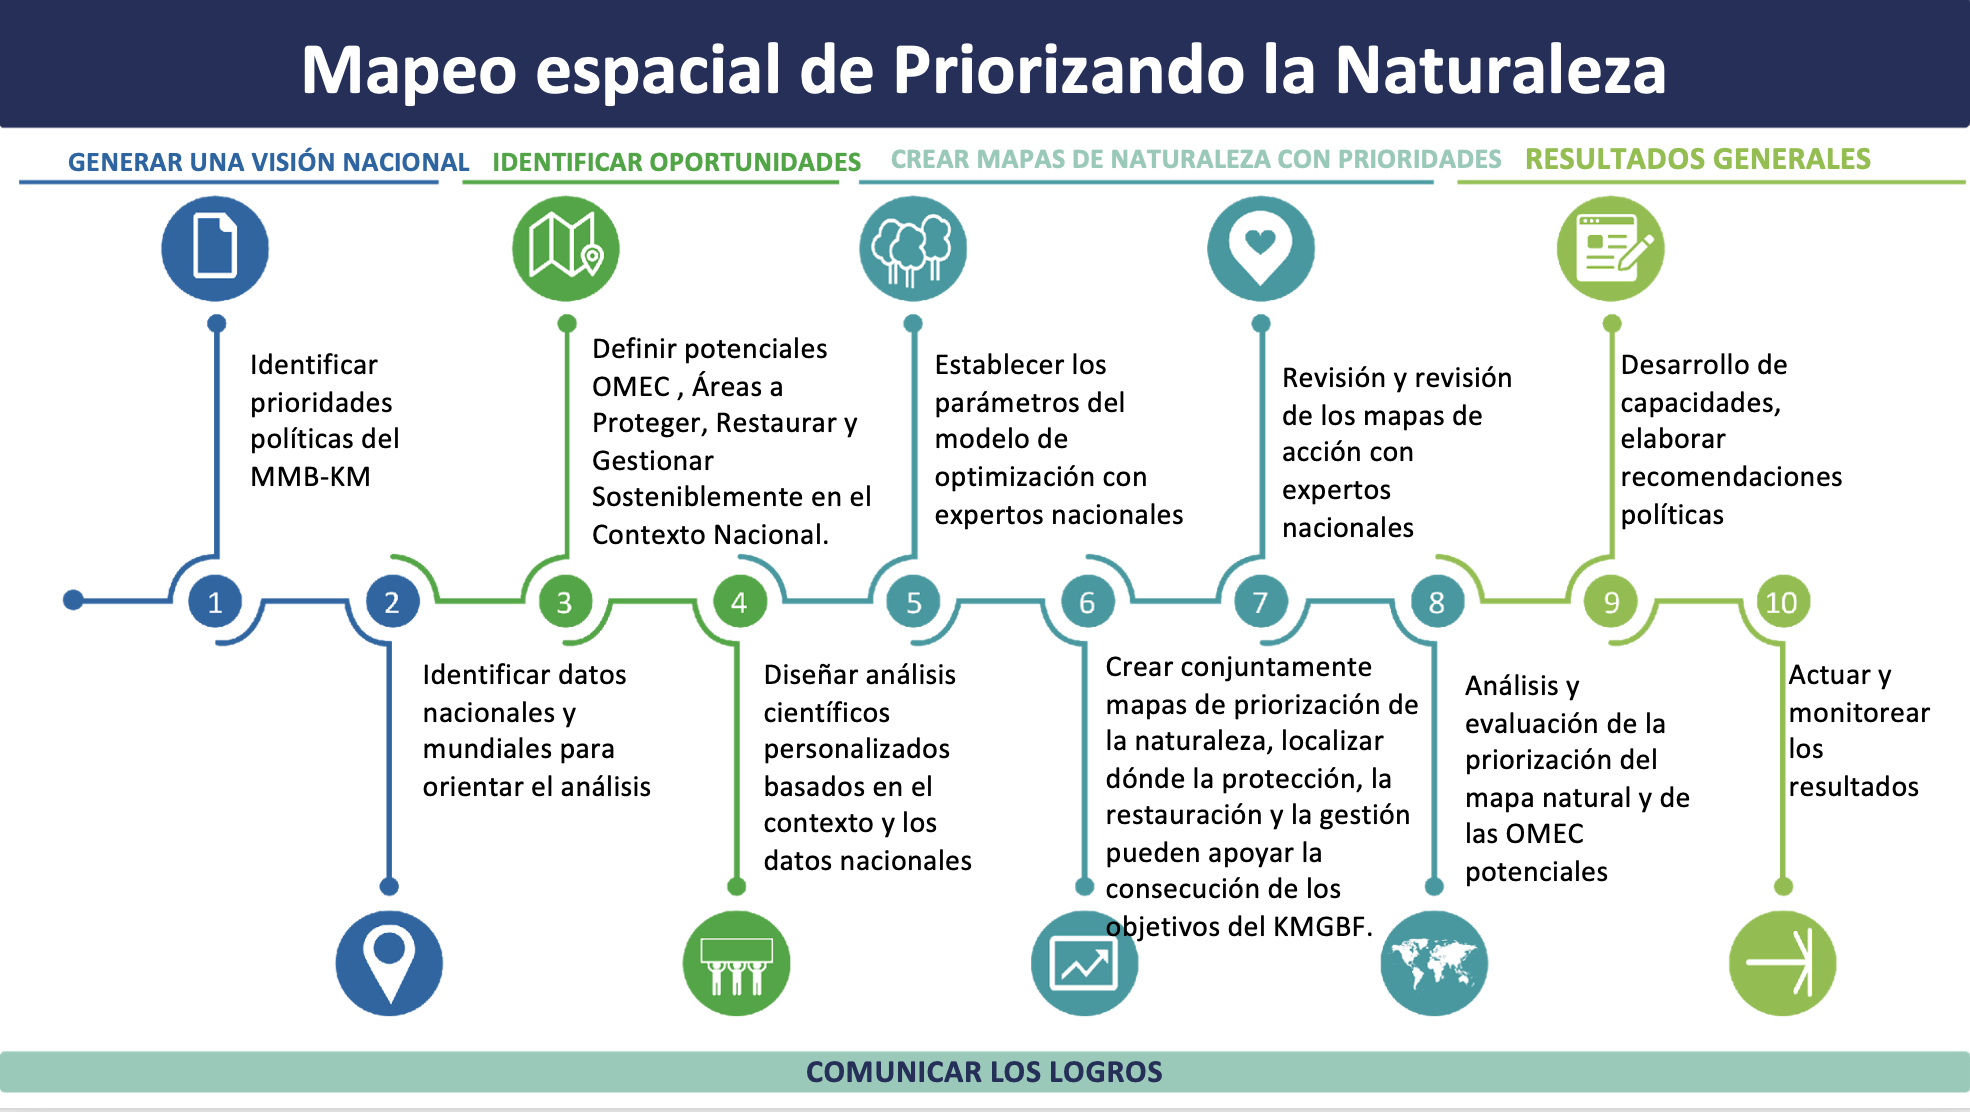 Mapeo espacial de Priorizando la Naturaleza
GENERAR UNA VISIÓN NACIONAL
IDENTIFICAR OPORTUNIDADES
CREAR MAPAS DE NATURALEZA CON PRIORIDADES
RESULTADOS GENERALES
1
Identificar
prioridades
políticas del
MMB-KM
2
Identificar datos
nacionales y
mundiales para
orientar el análisis
3
Definir potenciales
OMEC , Áreas a
Proteger, Restaurar y
Gestionar
Sosteniblemente en el
Contexto Nacional.
4
Diseñar análisis
científicos
personalizados
basados en el
contexto y los
datos nacionales
5
Establecer los
parámetros del
modelo de
optimización con
expertos nacionales
6
Crear conjuntamente
mapas de priorización de
la naturaleza, localizar
dónde la protección, la
restauración y la gestión
pueden apoyar la
consecución de los
objetivos del KMGBF.
7
Revisión y revisión
de los mapas de
acción con
expertos
nacionales
8
Análisis y
evaluación de la
priorización del
mapa natural y de
las OMEC
potenciales
9
Desarrollo de
capacidades,
elaborar
recomendaciones
políticas
10
Actuar y
monitorear
los
resultados
COMUNICAR LOS LOGROS